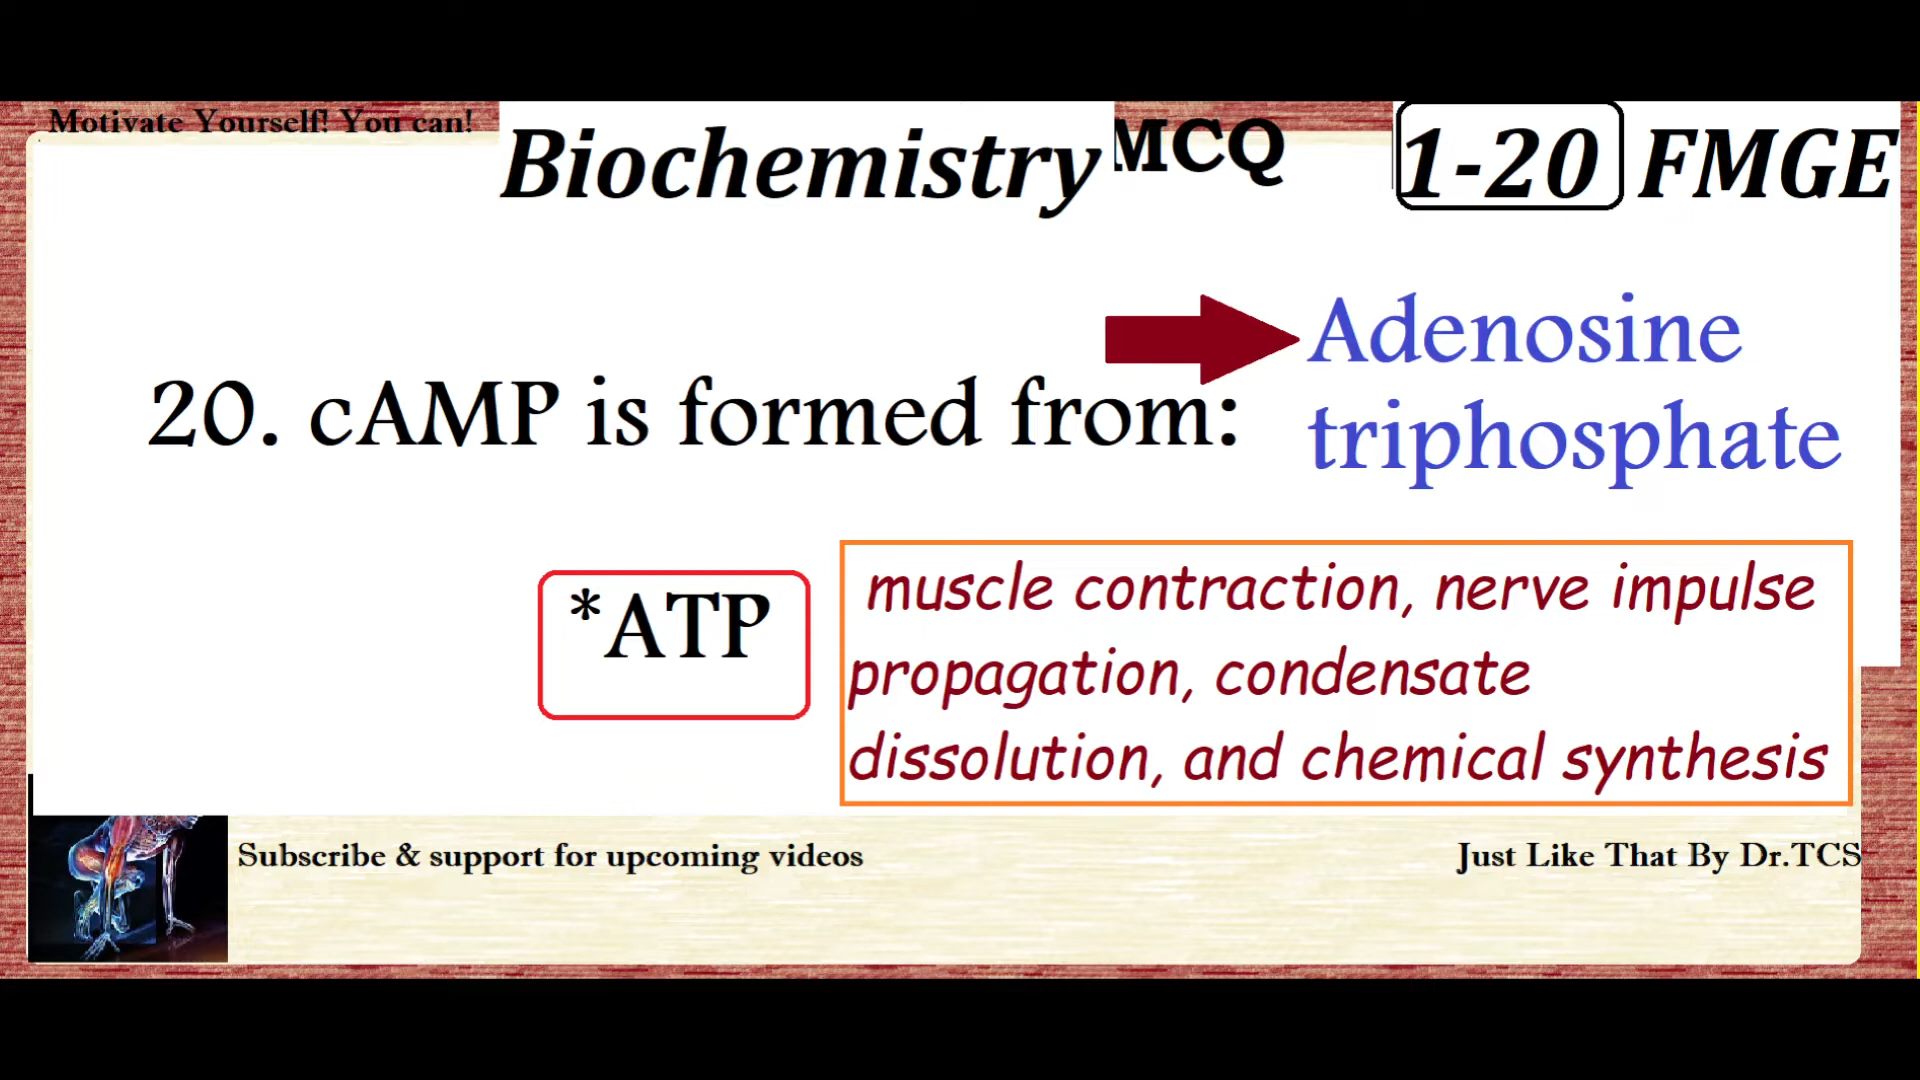 Motivate Yourself! You can!
Biochemistry MCQ
1-20 FMGE
20. cAMP is formed from:
Adenosine
triphosphate
*ATP
muscle contraction, nerve impulse
propagation, condensate
dissolution, and chemical synthesis
Subscribe & support for upcoming videos
Just Like That By Dr.TCS